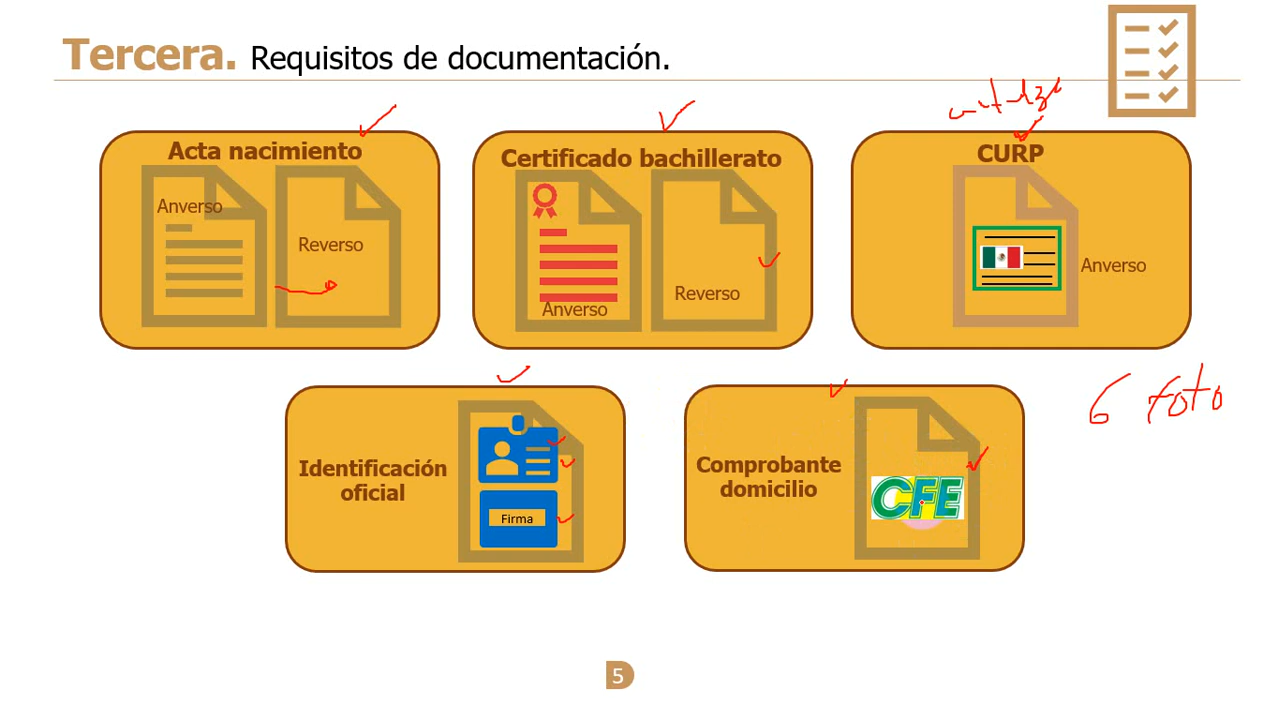 Tercera. Requisitos de documentación.
Acta nacimiento
Anverso
Reverso
Certificado bachillerato
Anverso
Reverso
CURP
Anverso
Identificación
oficial
Firma
Comprobante
domicilio
CFE
6 foto
5